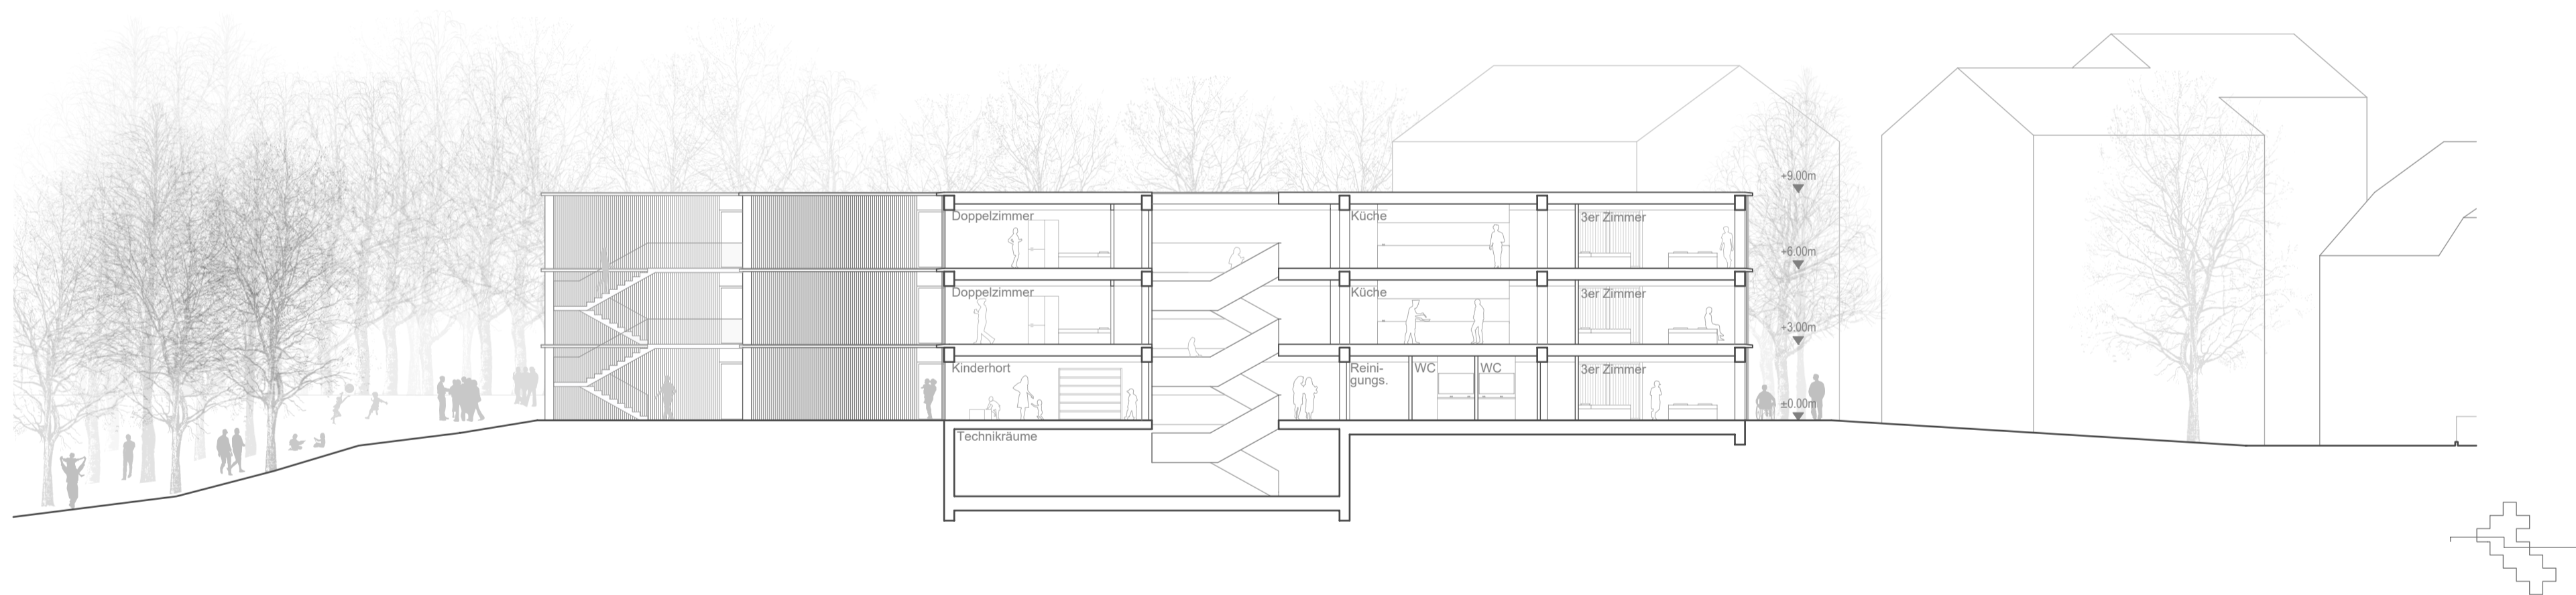 +9.00m
Doppelzimmer
Küche
3er Zimmer
+6.00m
Doppelzimmer
Küche
3er Zimmer
+3.00m
Kinderhort
Reini-
gungs.
WC
WC
3er Zimmer
±0.00m
Technikräume